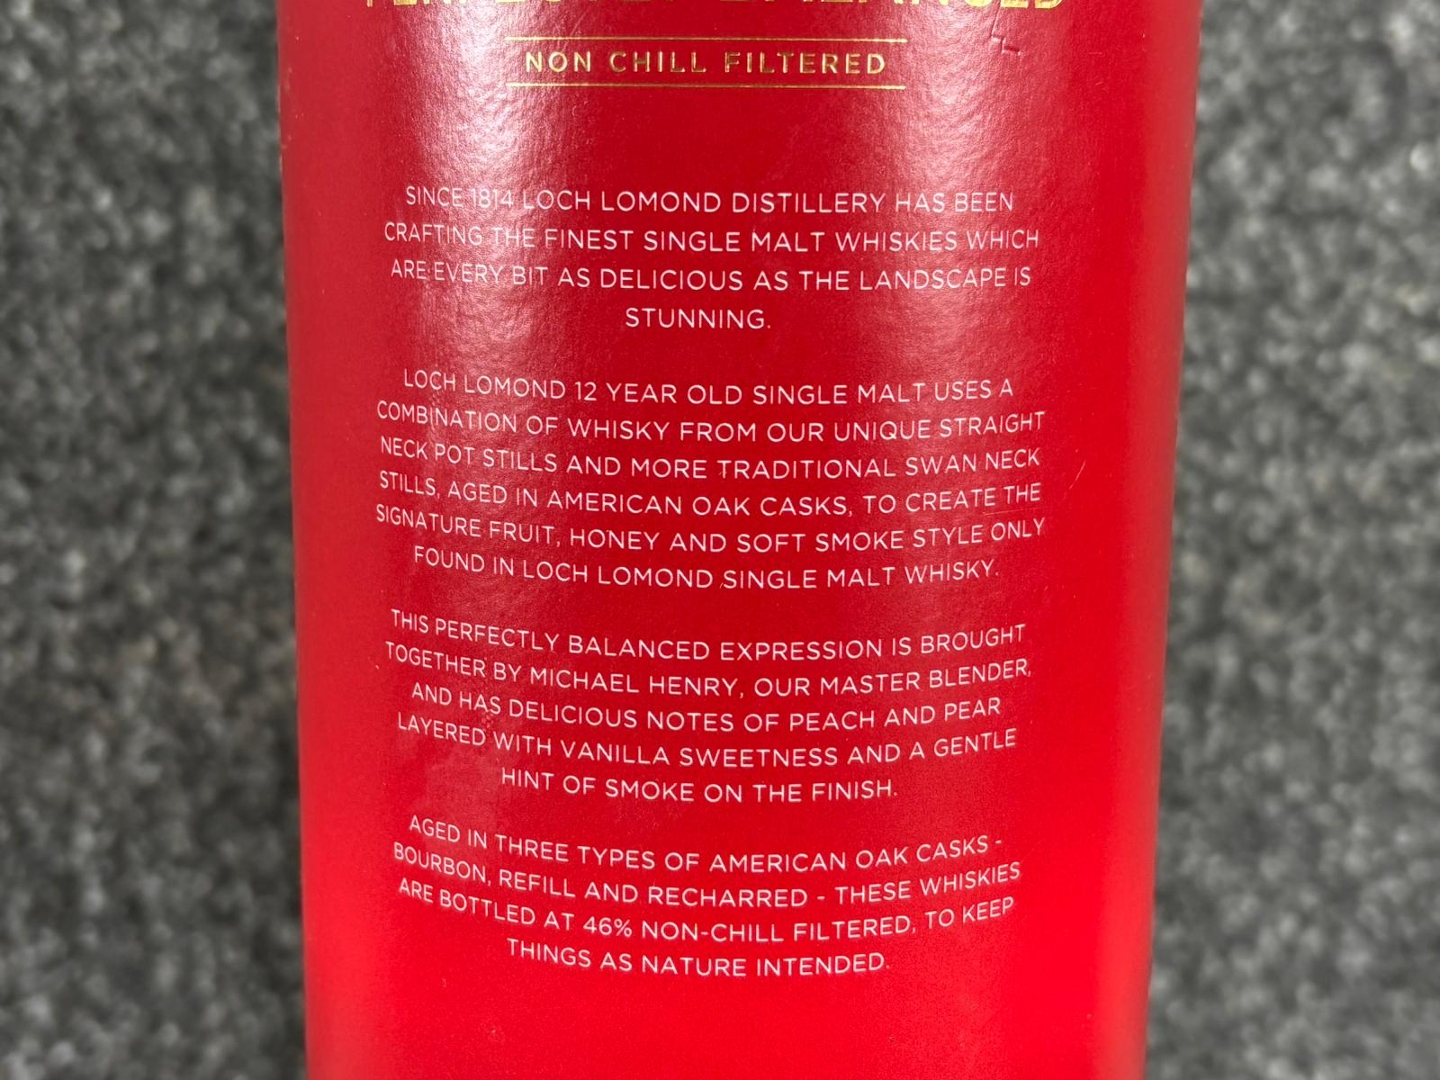 PERFECTLY BALANCED
NON CHILL FILTERED
SINCE 1814 LOCH LOMOND DISTILLERY HAS BEEN
CRAFTING THE FINEST SINGLE MALT WHISKIES WHICH
ARE EVERY BIT AS DELICIOUS AS THE LANDSCAPE IS
STUNNING.
LOCH LOMOND 12 YEAR OLD SINGLE MALT USES A
COMBINATION OF WHISKY FROM OUR UNIQUE STRAIGHT
NECK POT STILLS AND MORE TRADITIONAL SWAN NECK
STILLS, AGED IN AMERICAN OAK CASKS, TO CREATE THE
SIGNATURE FRUIT, HONEY AND SOFT SMOKE STYLE ONLY
FOUND IN LOCH LOMOND SINGLE MALT WHISKY.
THIS PERFECTLY BALANCED EXPRESSION IS BROUGHT
TOGETHER BY MICHAEL HENRY, OUR MASTER BLENDER,
AND HAS DELICIOUS NOTES OF PEACH AND PEAR
LAYERED WITH VANILLA SWEETNESS AND A GENTLE
HINT OF SMOKE ON THE FINISH.
AGED IN THREE TYPES OF AMERICAN OAK CASKS -
BOURBON, REFILL AND RECHARRED - THESE WHISKIES
ARE BOTTLED AT 46% NON-CHILL FILTERED, TO KEEP
THINGS AS NATURE INTENDED.